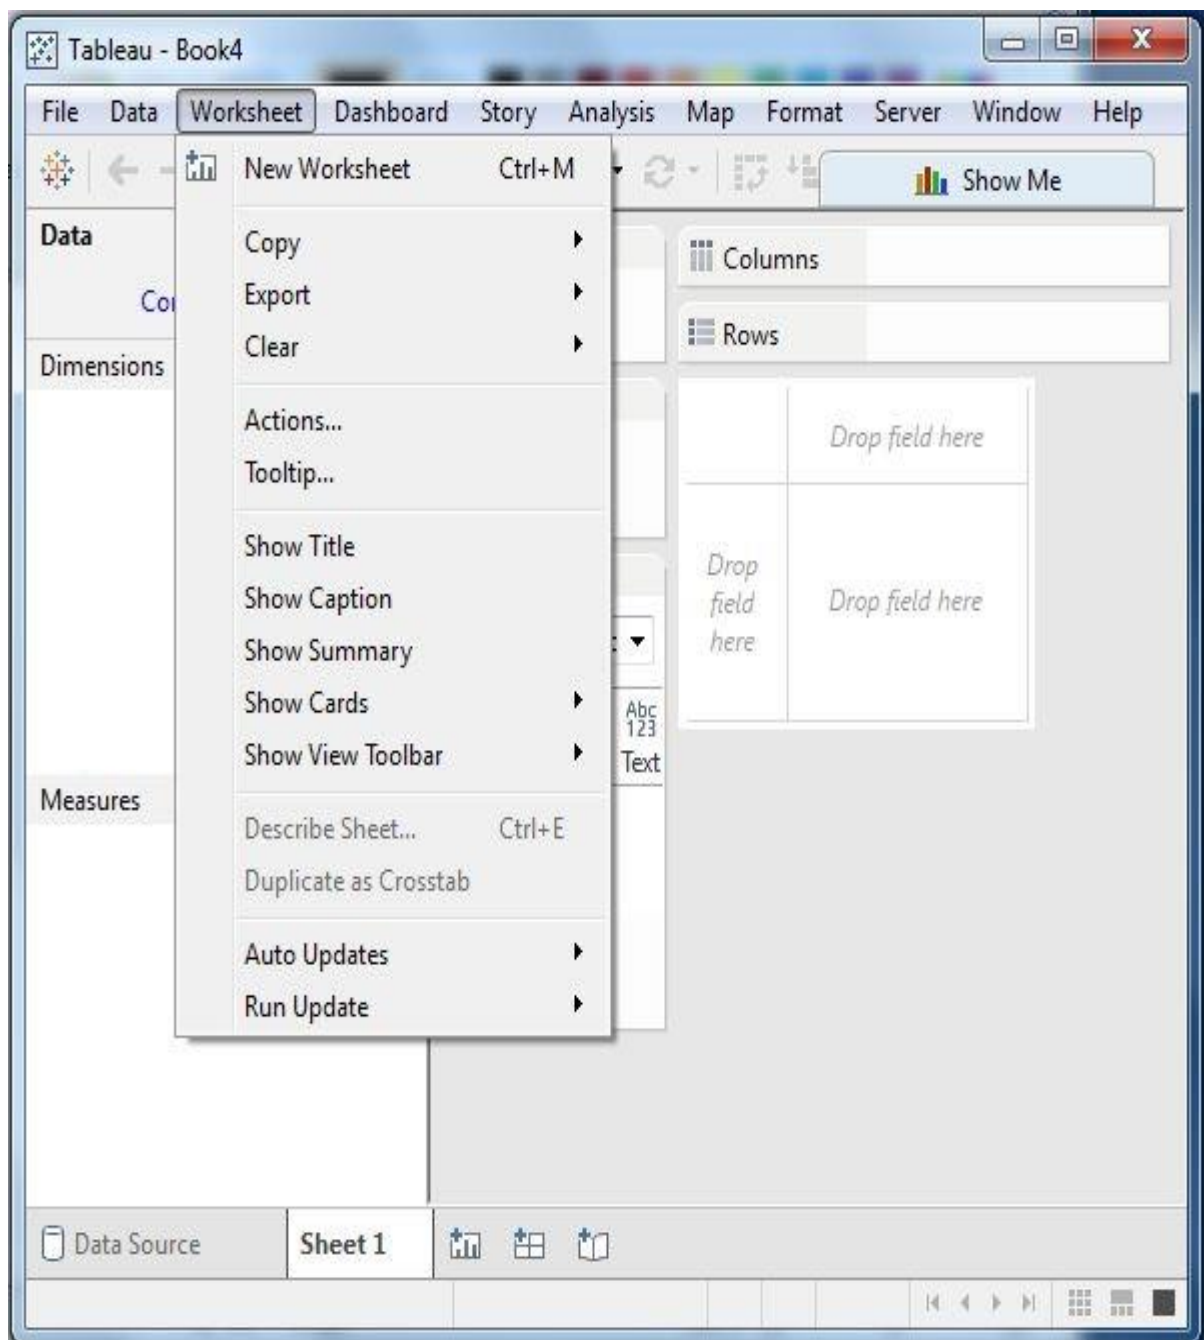 Tableau - Book4
File Data Worksheet Dashboard Story Analysis Map Format Server Window Help
New Worksheet Ctrl+M
Show Me
Data
Copy
Columns
Export
Rows
Clear
Dimensions
Actions...
Drop field here
Tooltip...
Show Title
Drop
field
here
Drop field here
Show Caption
Show Summary
Show Cards
Abc
123
Show View Toolbar
Text
Measures
Describe Sheet... Ctrl+E
Duplicate as Crosstab
Auto Updates
Run Update
Data Source Sheet 1